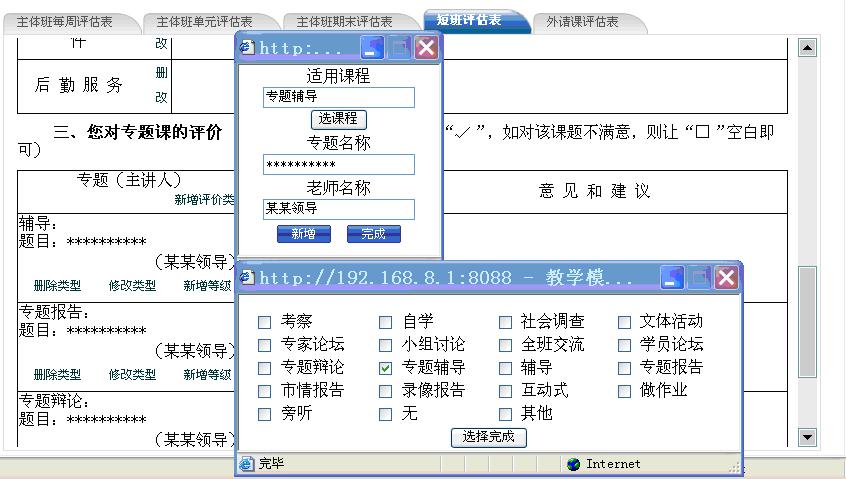 主体班每周评估表 主体班单元评估表 主体班期末评估表 短班评估表 外请课评估表
件 改
后 勤 服 务 删
改
三、您对专题课的评价 “✓”，如对该课题不满意，则让“□”空白即
可）
专题（主讲人） 意 见 和 建 议
新增评价类
辅导：
题目：**********
（某某领导）
删除类型 修改类型 新增等级
专题报告：
题目：**********
（某某领导）
删除类型 修改类型 新增等级
专题辩论：
题目：**********
（某某领导）
http:...
适用课程
专题辅导
选课程
专题名称
**********
老师名称
某某领导
新增 完成
http://192.168.8.1:8088 - 教学模...
考察 自学 社会调查 文体活动
专家论坛 小组讨论 全班交流 学员论坛
专题辩论 专题辅导 辅导 专题报告
市情报告 录像报告 互动式 做作业
旁听 无 其他
选择完成
完毕 Internet